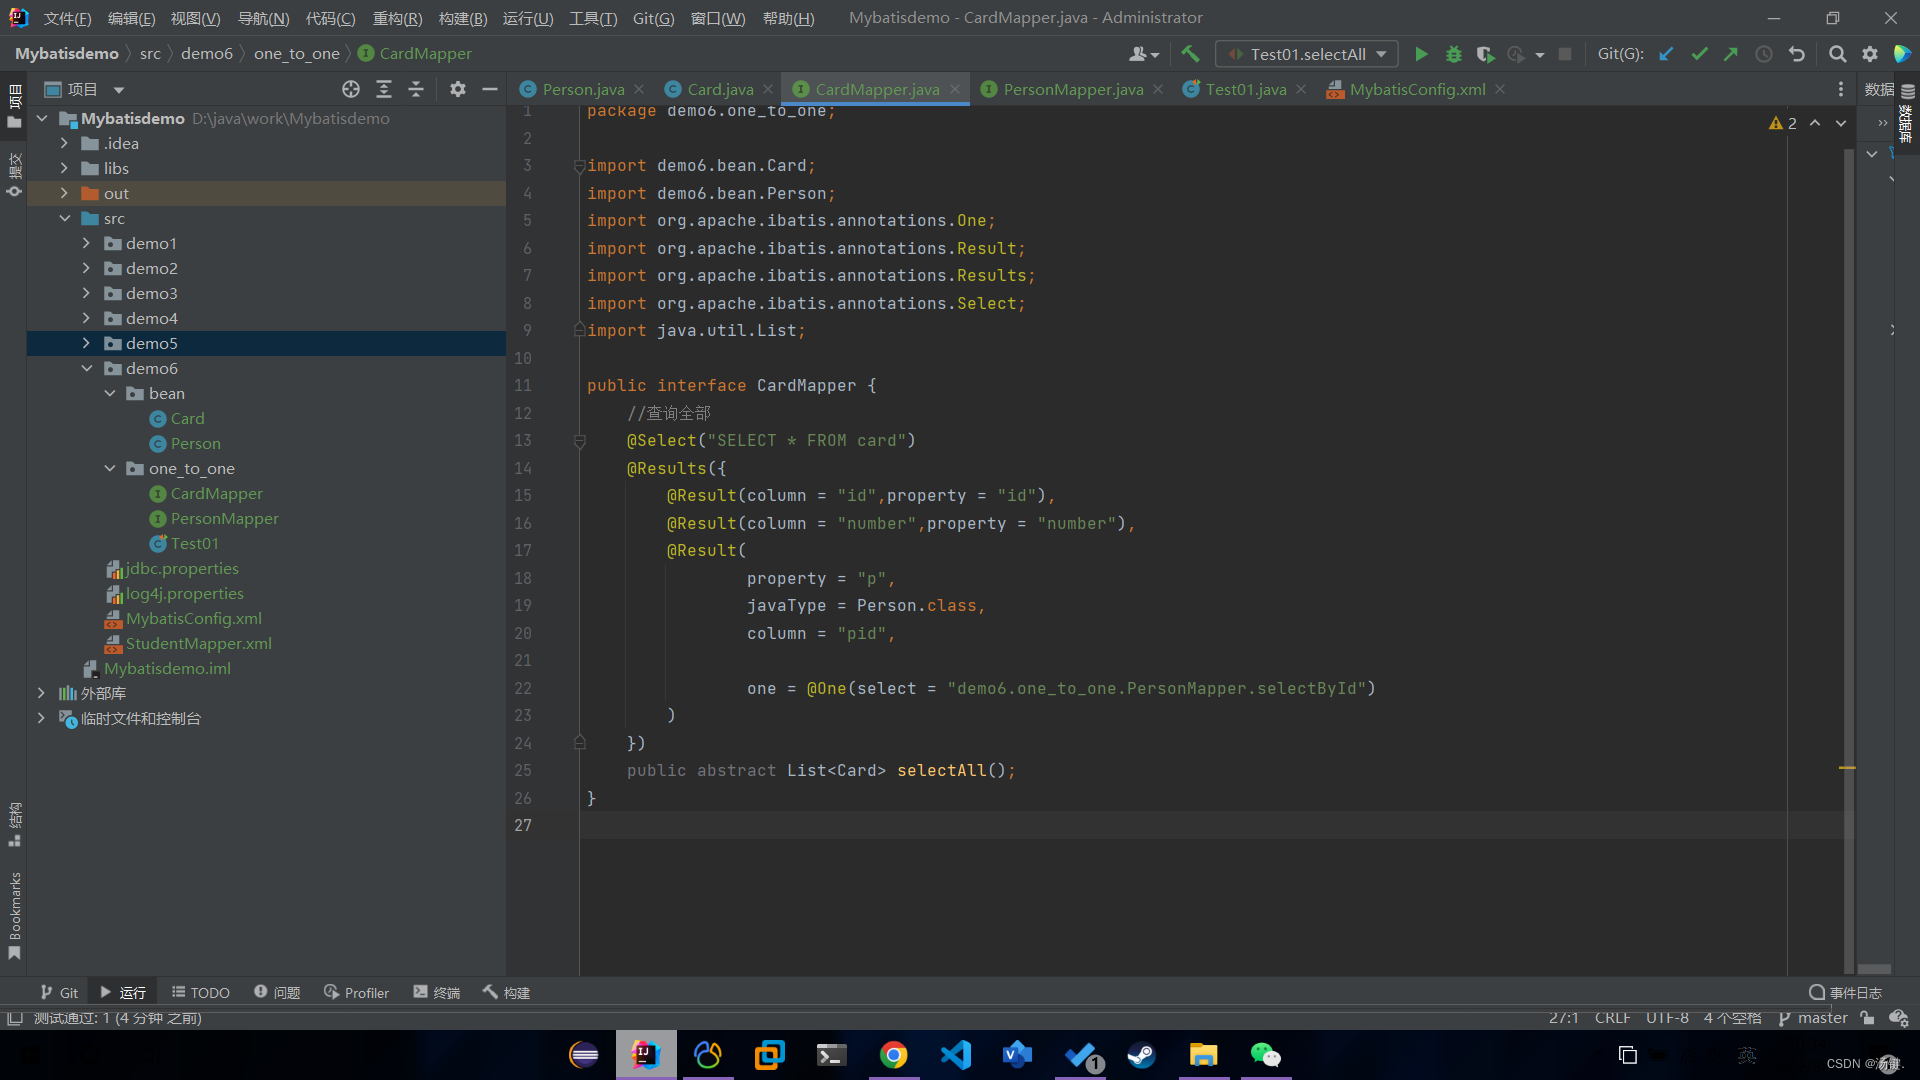 文件(F) 编辑(E) 视图(V) 导航(N) 代码(C) 重构(R) 构建(B) 运行(U) 工具(T) Git(G) 窗口(W) 帮助(H) Mybatisdemo - CardMapper.java - Administrator
Mybatisdemo src demo6 one_to_one CardMapper Test01.selectAll Git(G):
项目 Person.java Card.java CardMapper.java PersonMapper.java Test01.java MybatisConfig.xml 数据
项目
提交
结构
Bookmarks
Mybatisdemo D:\java\work\Mybatisdemo
.idea
libs
out
src
demo1
demo2
demo3
demo4
demo5
demo6
bean
Card
Person
one_to_one
CardMapper
PersonMapper
Test01
jdbc.properties
log4j.properties
MybatisConfig.xml
StudentMapper.xml
Mybatisdemo.iml
外部库
临时文件和控制台
1 package demo6.one_to_one;
2
3 import demo6.bean.Card;
4 import demo6.bean.Person;
5 import org.apache.ibatis.annotations.One;
6 import org.apache.ibatis.annotations.Result;
7 import org.apache.ibatis.annotations.Results;
8 import org.apache.ibatis.annotations.Select;
9 import java.util.List;
10
11 public interface CardMapper {
12 //查询全部
13 @Select("SELECT * FROM card")
14 @Results({
15 @Result(column = "id",property = "id"),
16 @Result(column = "number",property = "number"),
17 @Result(
18 property = "p",
19 javaType = Person.class,
20 column = "pid",
21
22 one = @One(select = "demo6.one_to_one.PersonMapper.selectById")
23 )
24 })
25 public abstract List<Card> selectAll();
26 }
27
2
数据库
Git 运行 TODO 问题 Profiler 终端 构建 事件日志
测试通过: 1 (4 分钟 之前) 27:1 CRLF UTF-8 4 个空格 master
1
英
CSDN @汤键.